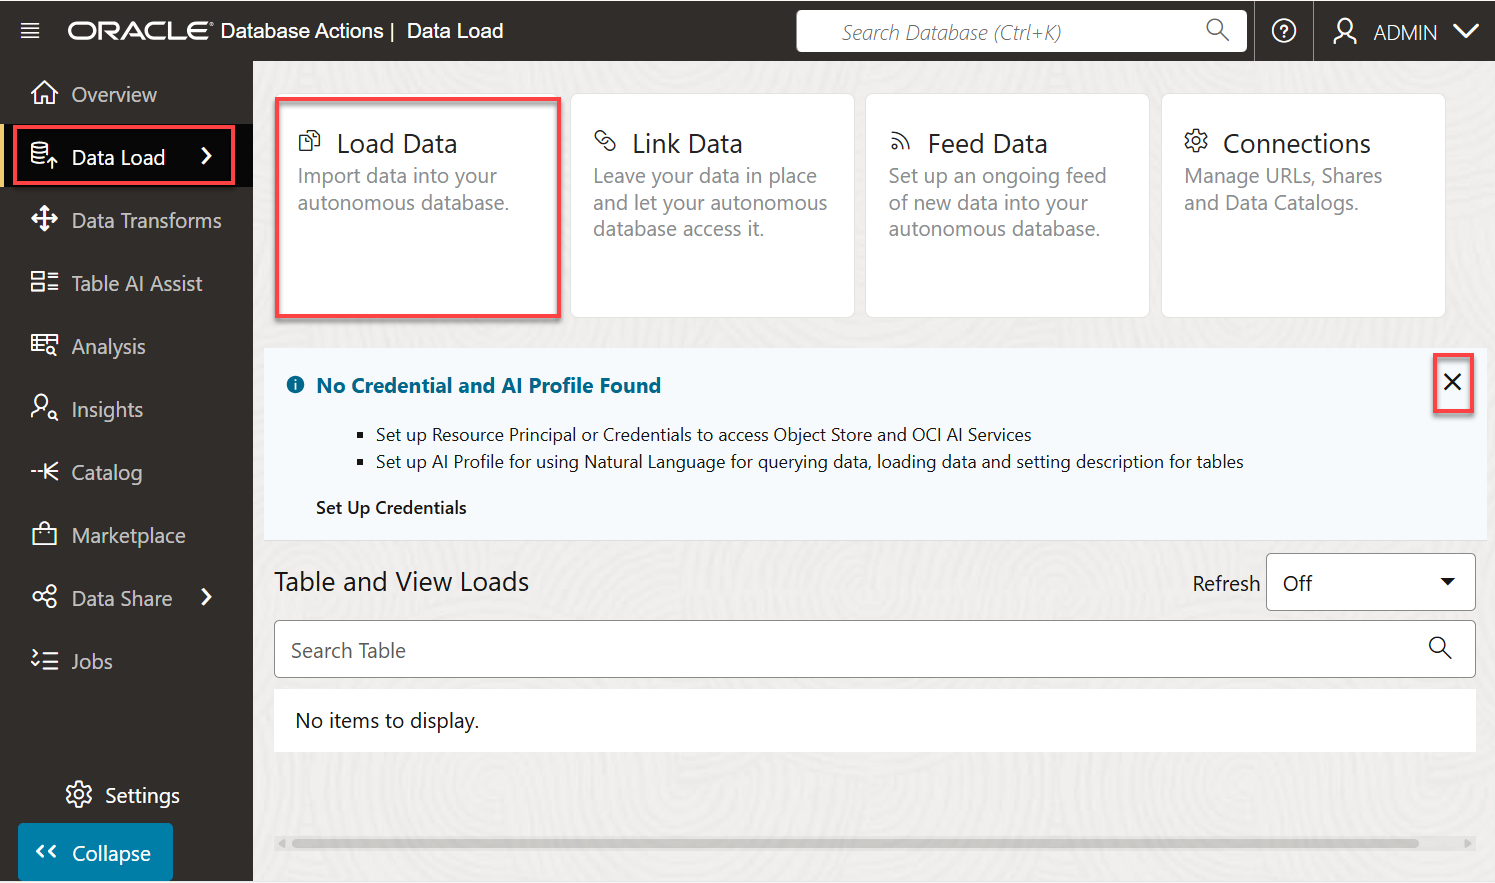 ORACLE Database Actions | Data Load
Search Database (Ctrl+K)
ADMIN
Overview
Data Load
Data Transforms
Table AI Assist
Analysis
Insights
Catalog
Marketplace
Data Share
Jobs
Settings
Collapse
Load Data
Import data into your
autonomous database.
Link Data
Leave your data in place
and let your autonomous
database access it.
Feed Data
Set up an ongoing feed
of new data into your
autonomous database.
Connections
Manage URLs, Shares
and Data Catalogs.
No Credential and AI Profile Found
Set up Resource Principal or Credentials to access Object Store and OCI AI Services
Set up AI Profile for using Natural Language for querying data, loading data and setting description for tables
Set Up Credentials
Table and View Loads
Refresh Off
Search Table
No items to display.